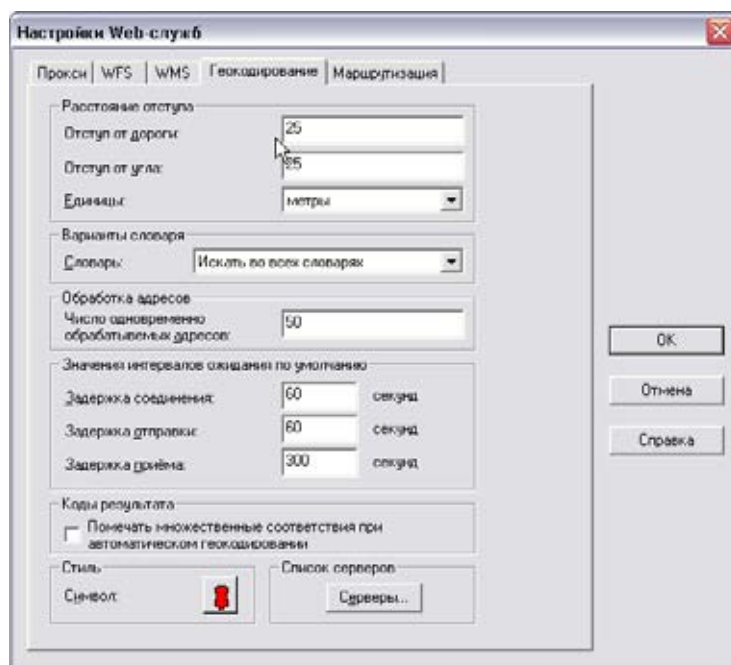 Настройки Web-служб
Прокси WFS WMS Геокодирование Маршрутизация
Расстояние отступа
Отступ от дороги: 25
Отступ от угла: 25
Единицы: метры
Варианты словаря
Словарь: Искать во всех словарях
Обработка адресов
Число одновременно
обрабатываемых адресов: 50
Значения интервалов ожидания по умолчанию
Задержка соединения: 60 секунд
Задержка отправки: 60 секунд
Задержка приёма: 300 секунд
Коды результата
Помечать множественные соответствия при
автоматическом геокодировании
Стиль
Символ:
Список серверов
Серверы...
OK
Отмена
Справка